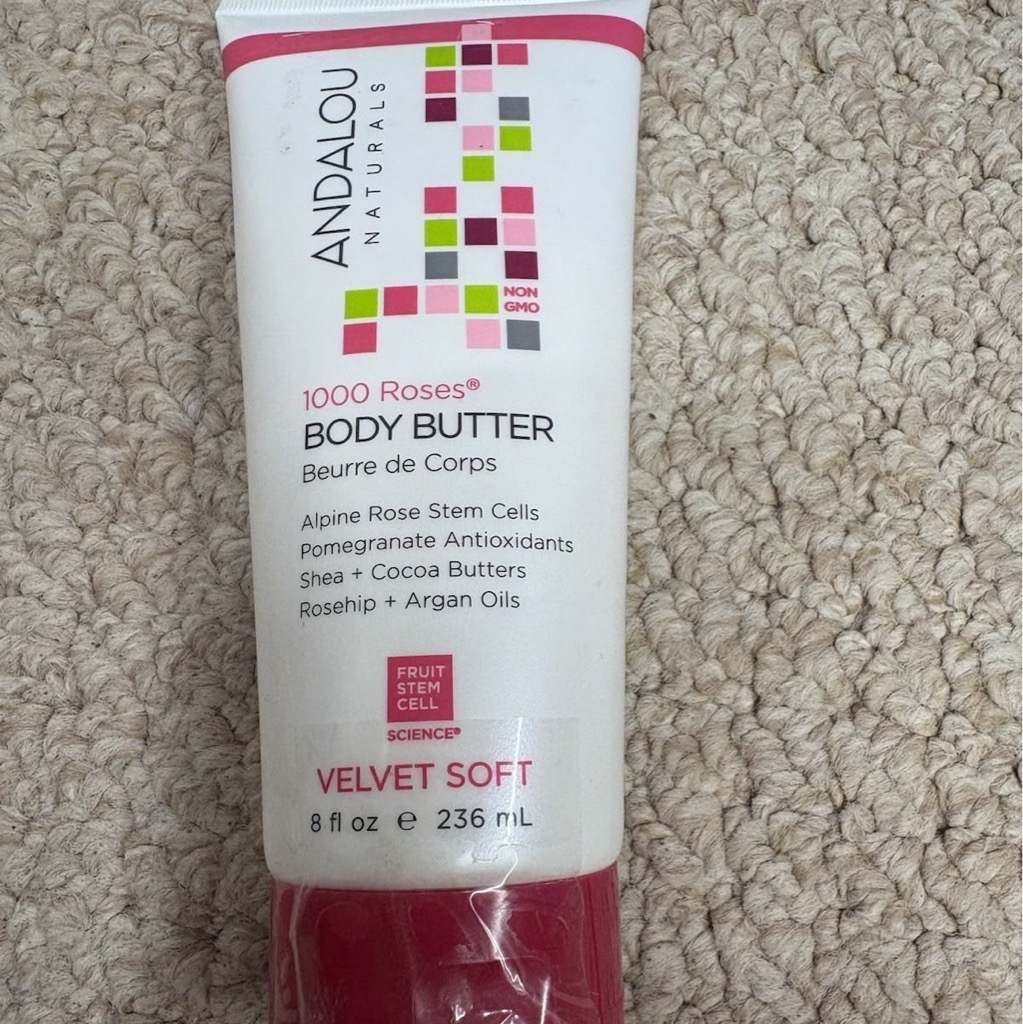 ANDALOU
NATURALS
NON
GMO
1000 Roses®
BODY BUTTER
Beurre de Corps
Alpine Rose Stem Cells
Pomegranate Antioxidants
Shea + Cocoa Butters
Rosehip + Argan Oils
FRUIT
STEM
CELL
SCIENCE®
VELVET SOFT
8 fl oz ℮ 236 mL